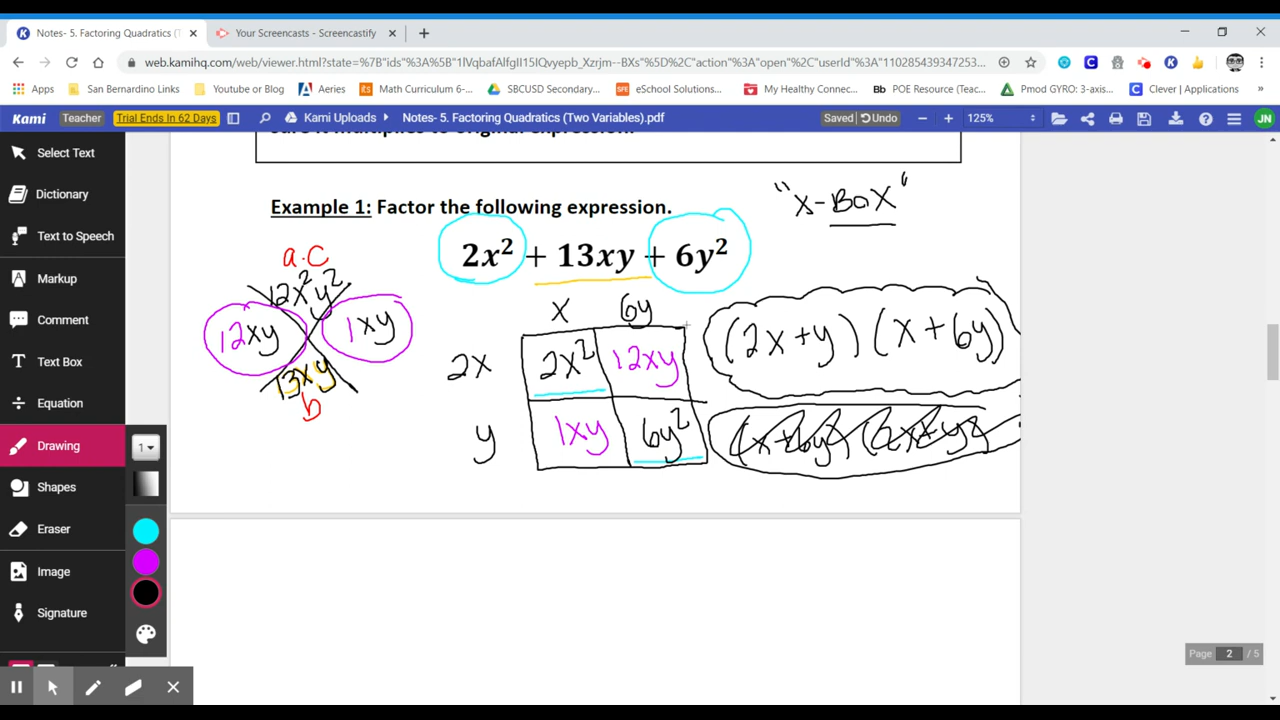 Notes- 5. Factoring Quadratics (T
Your Screencasts - Screencastify
web.kamihq.com/web/viewer.html?state=%7B"ids"%3A%5B"1lVqbafAlfgIl15IQvyepb_Xzrjm--BXs"%5D%2C"action"%3A"open"%2C"userId"%3A"110285439347253...
Apps San Bernardino Links Youtube or Blog Aeries Math Curriculum 6-... SBCUSD Secondary... eSchool Solutions... My Healthy Connec... Bb POE Resource (Teac... Pmod GYRO: 3-axis... Clever | Applications »
Kami Teacher Trial Ends In 62 Days Kami Uploads Notes- 5. Factoring Quadratics (Two Variables).pdf Saved Undo 125% JN
Select Text
Dictionary
Text to Speech
Markup
Comment
Text Box
Equation
Drawing
1
Shapes
Eraser
Image
Signature
"X-BOX"
Example 1: Factor the following expression.
2x² + 13xy + 6y²
a.c
12x²y²
12xy 1xy
13xy
b
x 6y
2x 2x² 12xy
y 1xy 6y²
(2x+y)(x+6y)
(x+6y)(2x+y)
Page 2 / 5